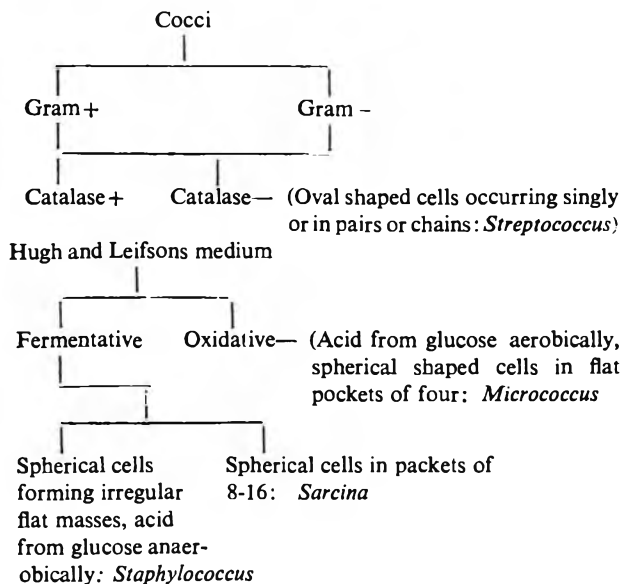 Cocci
Gram+ Gram –
Catalase+ Catalase— (Oval shaped cells occurring singly
or in pairs or chains: Streptococcus)
Hugh and Leifsons medium
Fermentative Oxidative— (Acid from glucose aerobically,
spherical shaped cells in flat
pockets of four: Micrococcus
Spherical cells
forming irregular
flat masses, acid
from glucose anaer-
obically: Staphylococcus
Spherical cells in packets of
8-16: Sarcina